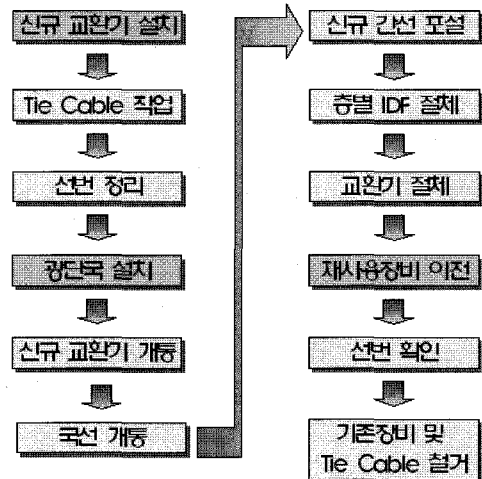 신규 교환기 설치
Tie Cable 작업
선번 정리
광단국 설치
신규 교환기 개통
국선 개통
신규 간선 포설
층별 IDF 절체
교환기 절체
재사용장비 이전
선번 확인
기존장비 및
Tie Cable 철거